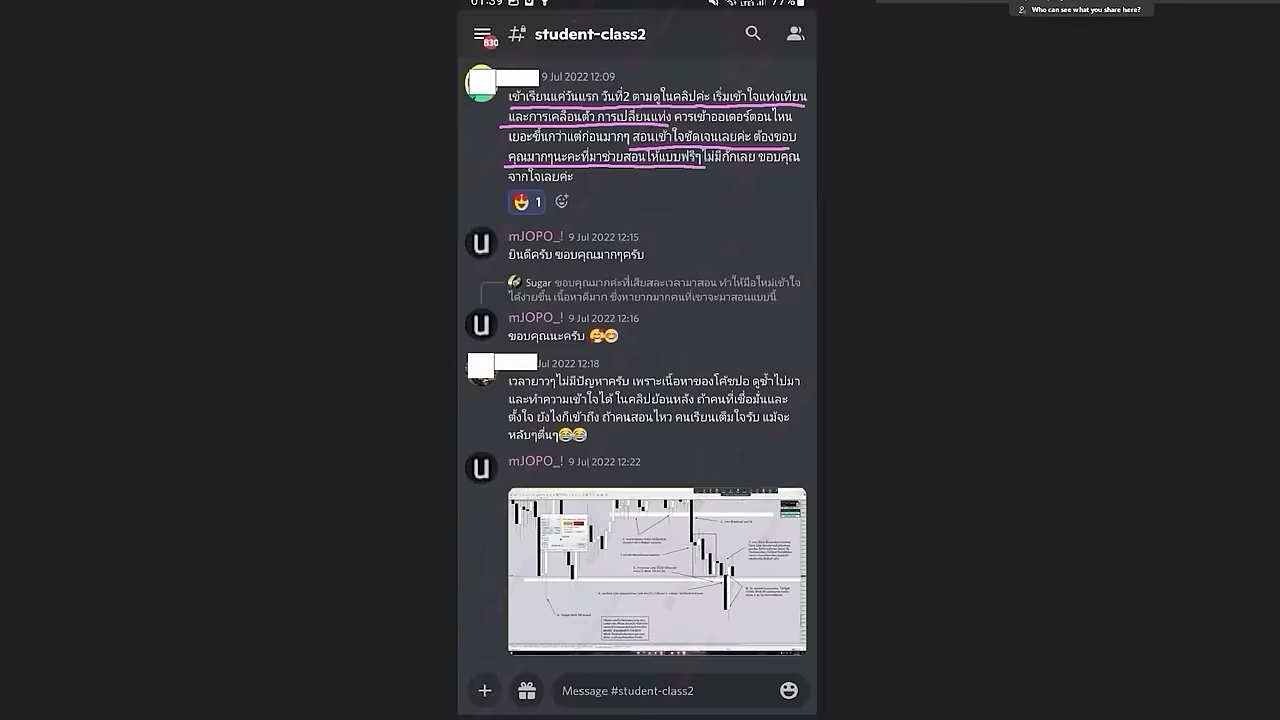 01:39
77%
Who can see what you share here?
830
student-class2
9 Jul 2022 12:09
เข้าเรียนแค่วันแรก วันที่2 ตามดูในคลิปค่ะ เริ่มเข้าใจแท่งเทียน
และการเคลื่อนตัว การเปลี่ยนแท่ง ควรเข้าออเดอร์ตอนไหน
เยอะขึ้นกว่าแต่ก่อนมากๆ สอนเข้าใจชัดเจนเลยค่ะ ต้องขอบ
คุณมากๆนะคะที่มาช่วยสอนให้แบบฟรีๆไม่มีกั๊กเลย ขอบคุณ
จากใจเลยค่ะ
1
mJOPO_! 9 Jul 2022 12:15
ยินดีครับ ขอบคุณมากๆครับ
Sugar ขอบคุณมากค่ะที่เสียสละเวลามาสอน ทำให้มือใหม่เข้าใจ
ได้ง่ายขึ้น เนื้อหาดีมาก ซึ่งหายากมากคนที่เขาจะมาสอนแบบนี้
mJOPO_! 9 Jul 2022 12:16
ขอบคุณนะครับ 🥰😁
Jul 2022 12:18
เวลายาวๆไม่มีปัญหาครับ เพราะเนื้อหาของโค๊ชปอ ดูซ้ำไปมา
และทำความเข้าใจได้ ในคลิปย้อนหลัง ถ้าคนที่เชื่อมั่นและ
ตั้งใจ ยังไงก็เข้าถึง ถ้าคนสอนไหว คนเรียนเต็มใจรับ แม้จะ
หลับๆตื่นๆ😂😂
mJOPO_! 9 Jul 2022 12:22
Message #student-class2